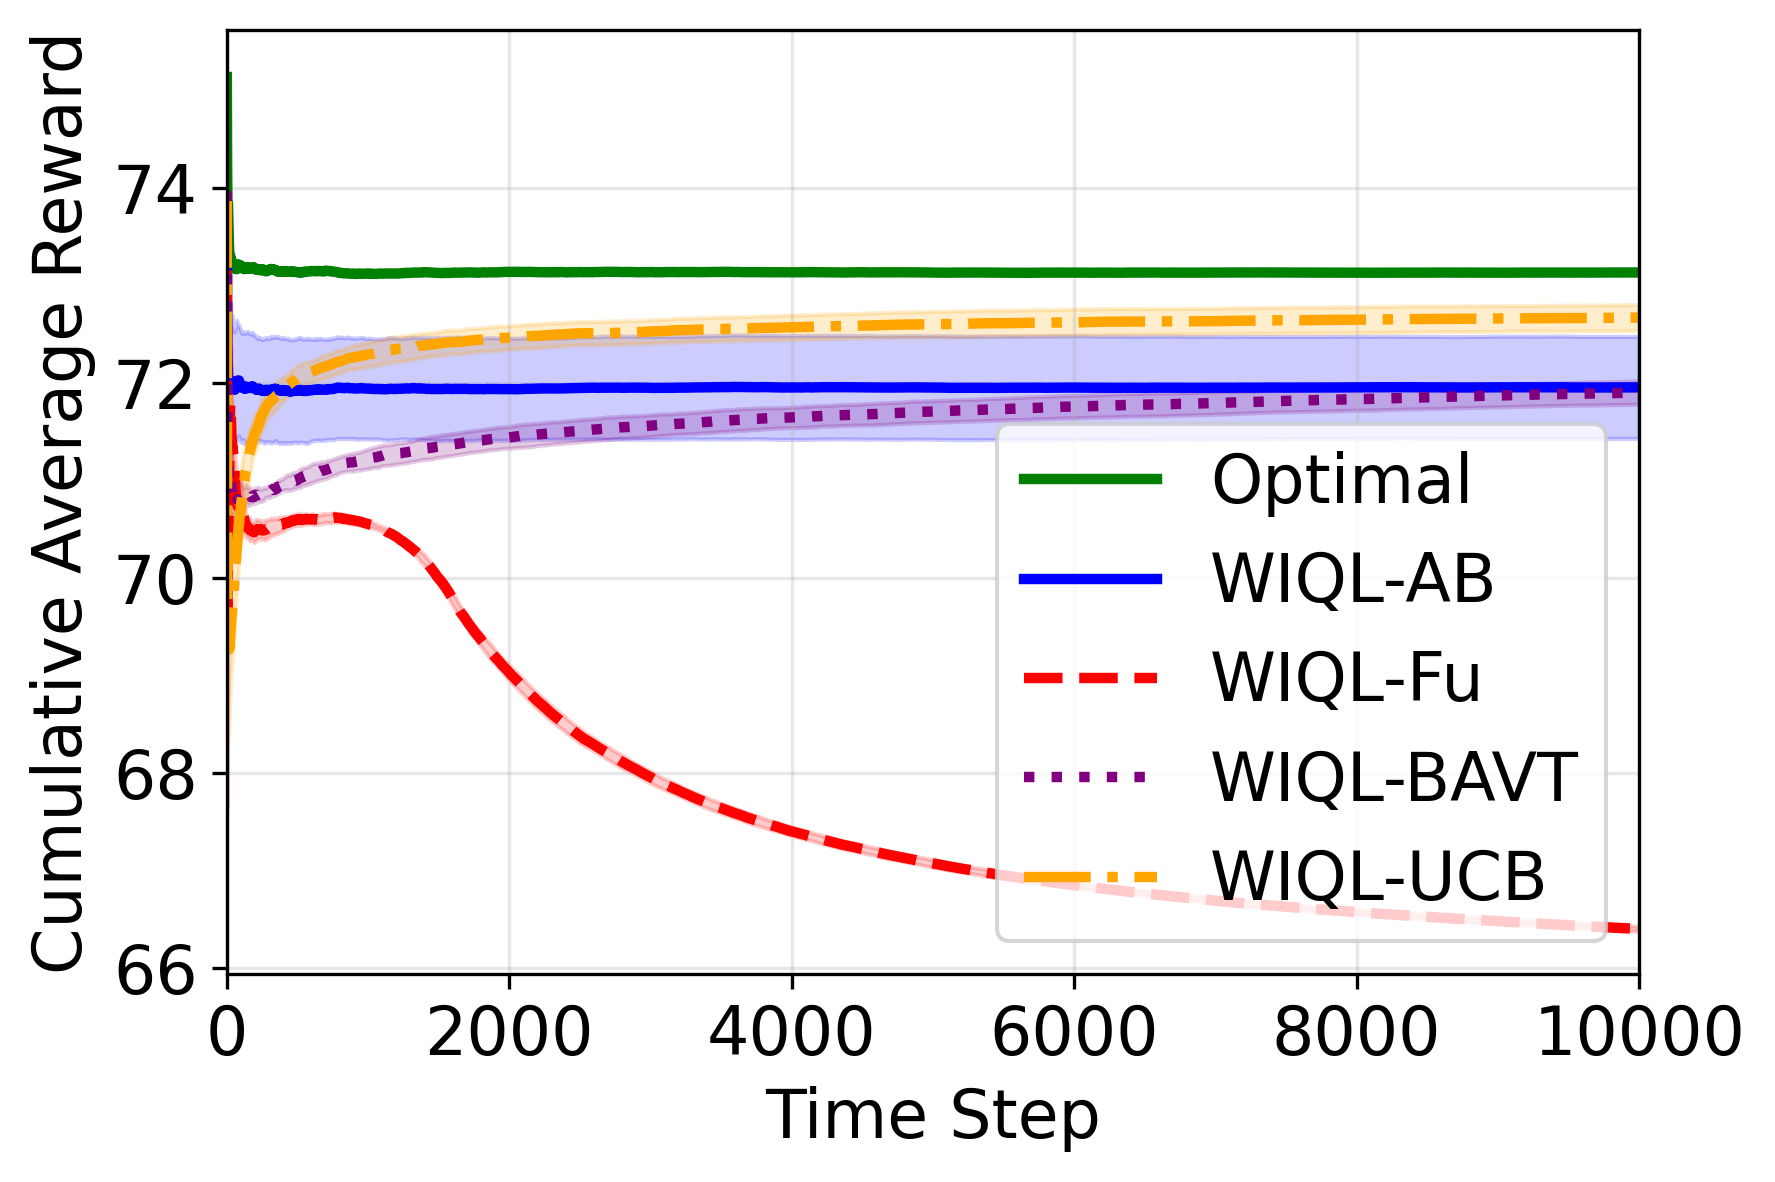 Cumulative Average Reward
74
72
70
68
66
0 2000 4000 6000 8000 10000
Time Step
Optimal
WIQL-AB
WIQL-Fu
WIQL-BAVT
WIQL-UCB